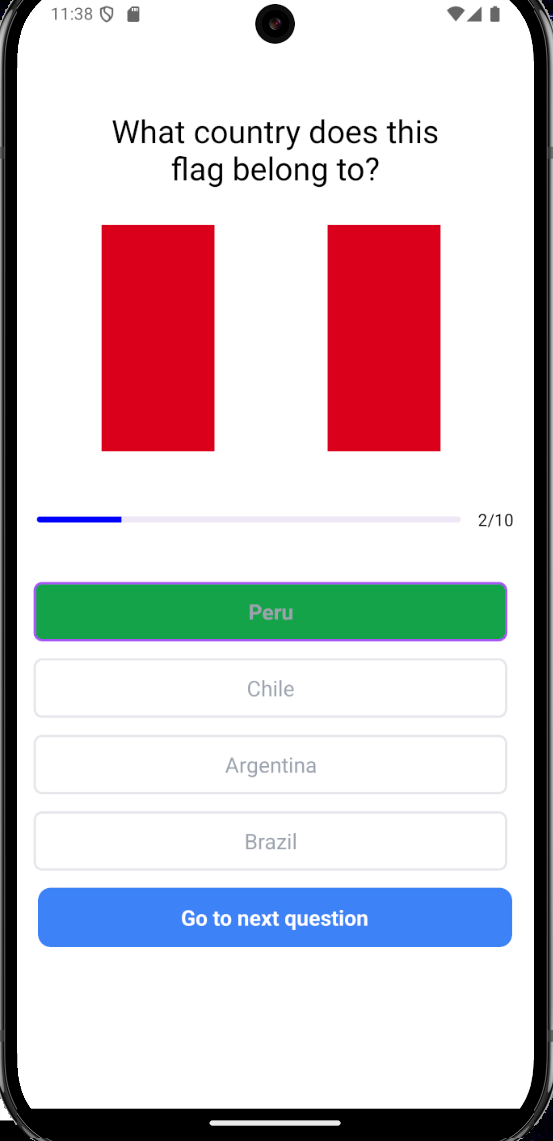 11:38
What country does this
flag belong to?
2/10
Peru
Chile
Argentina
Brazil
Go to next question